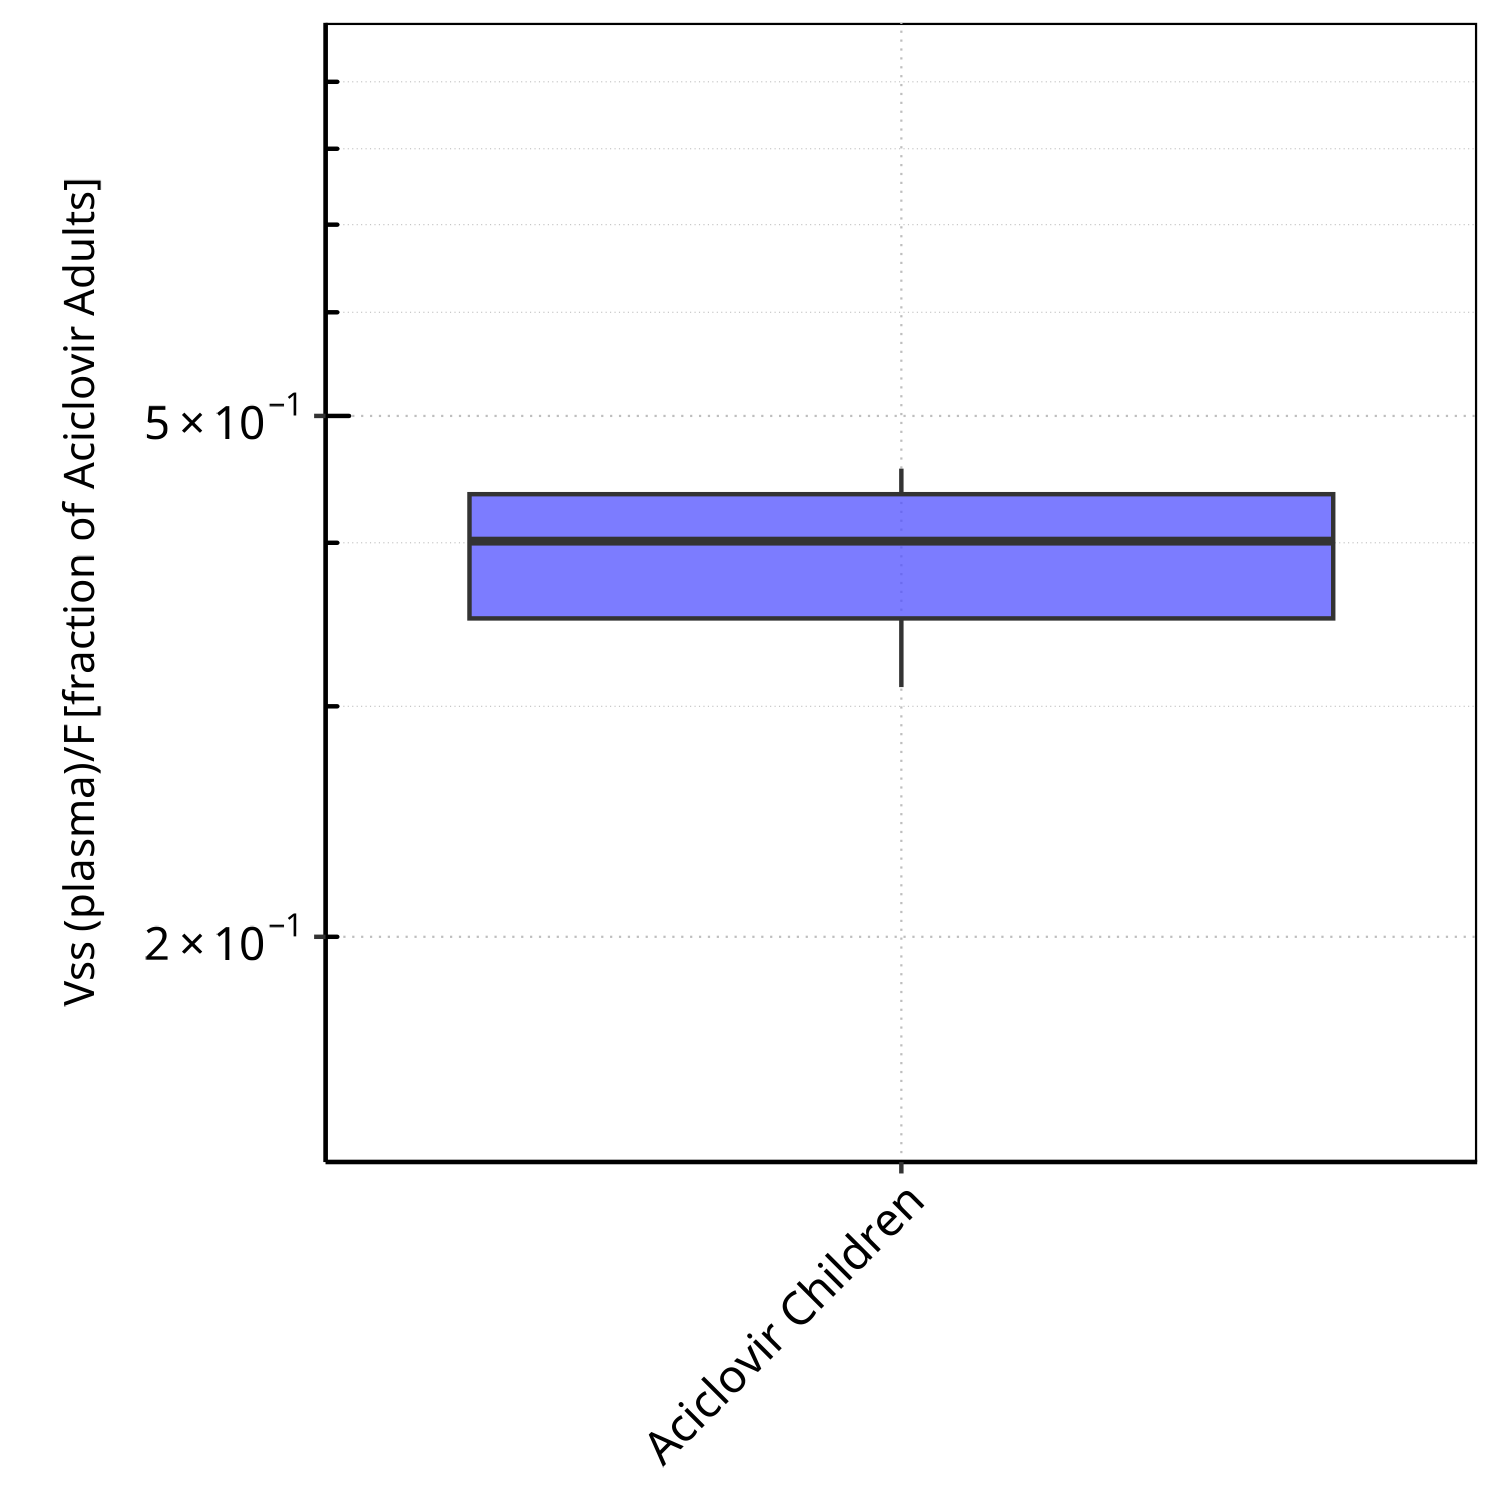 Vss (plasma)/F [fraction of Aciclovir Adults]
5 × 10⁻¹
2 × 10⁻¹
Aciclovir Children